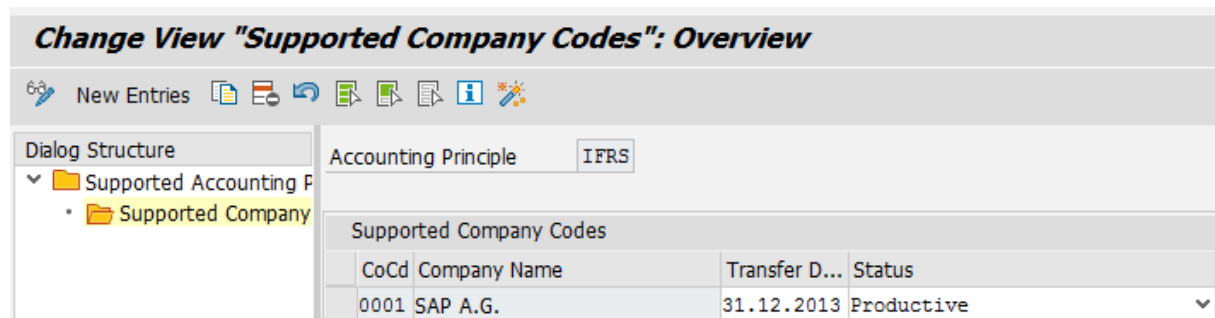 Change View "Supported Company Codes": Overview
New Entries
Dialog Structure
Accounting Principle IFRS
Supported Accounting P
Supported Company
Supported Company Codes
CoCd Company Name Transfer D... Status
0001 SAP A.G. 31.12.2013 Productive